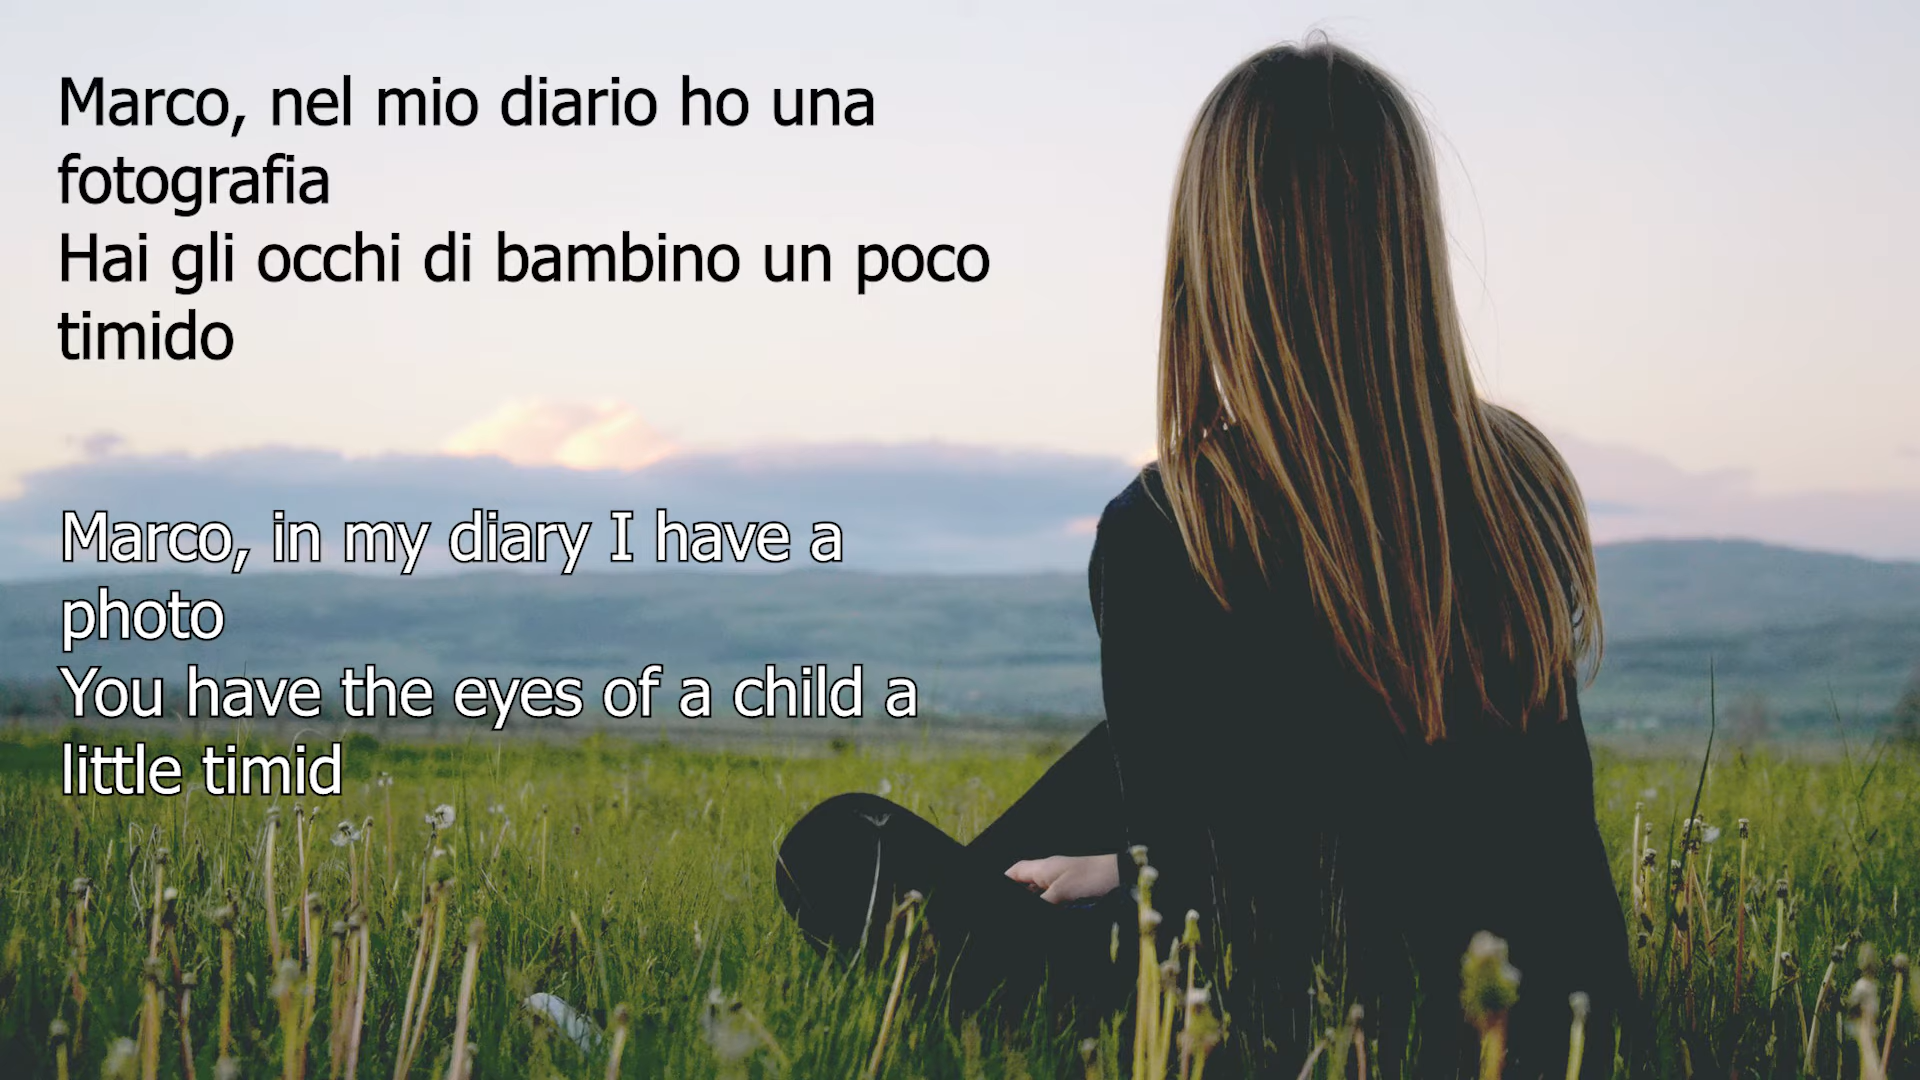 Marco, nel mio diario ho una
fotografia
Hai gli occhi di bambino un poco
timido
Marco, in my diary I have a
photo
You have the eyes of a child a
little timid